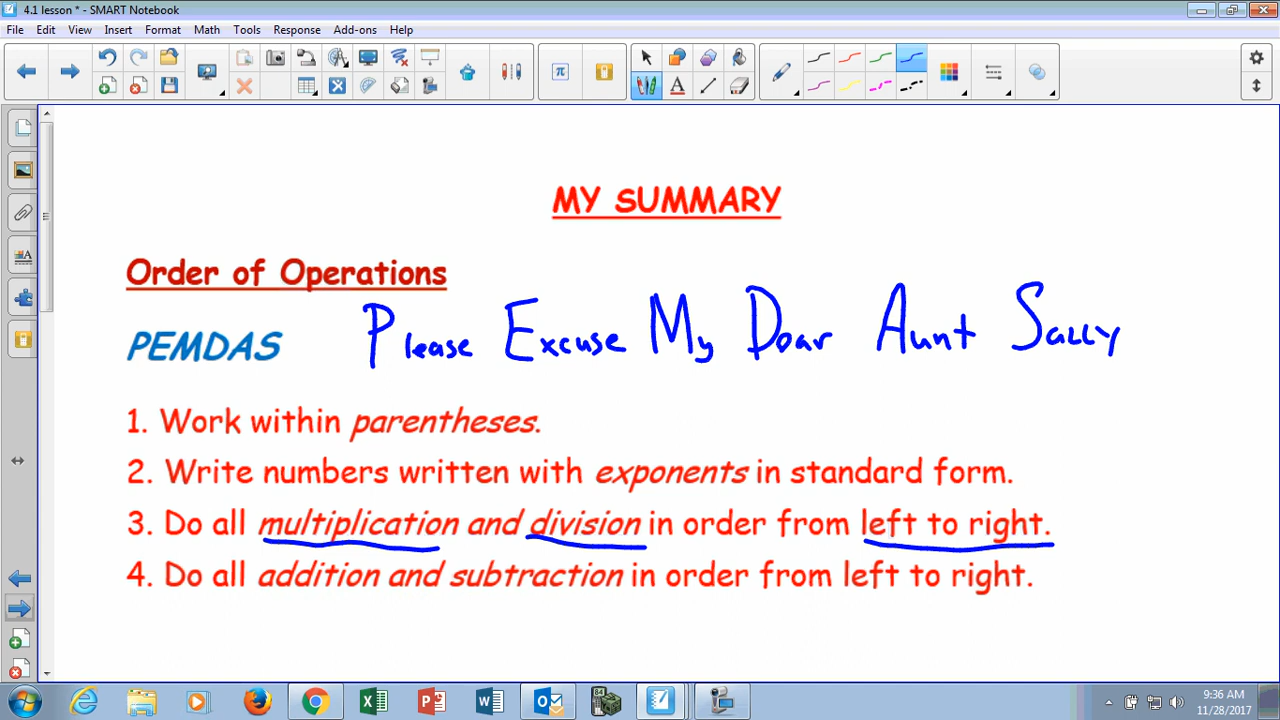 4.1 lesson * - SMART Notebook
File Edit View Insert Format Math Tools Response Add-ons Help
MY SUMMARY
Order of Operations
PEMDAS Please Excuse My Dear Aunt Sally
1. Work within parentheses.
2. Write numbers written with exponents in standard form.
3. Do all multiplication and division in order from left to right.
4. Do all addition and subtraction in order from left to right.
9:36 AM
11/28/2017